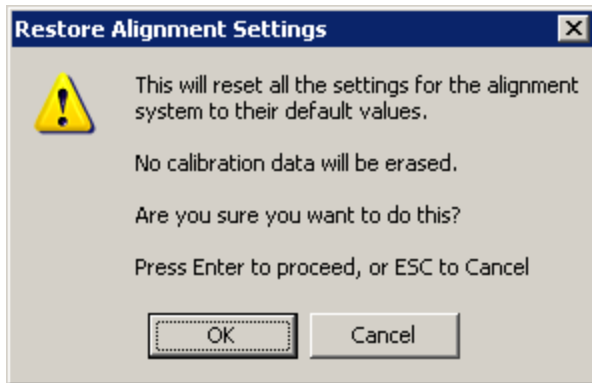 Restore Alignment Settings
This will reset all the settings for the alignment
system to their default values.
No calibration data will be erased.
Are you sure you want to do this?
Press Enter to proceed, or ESC to Cancel
OK
Cancel